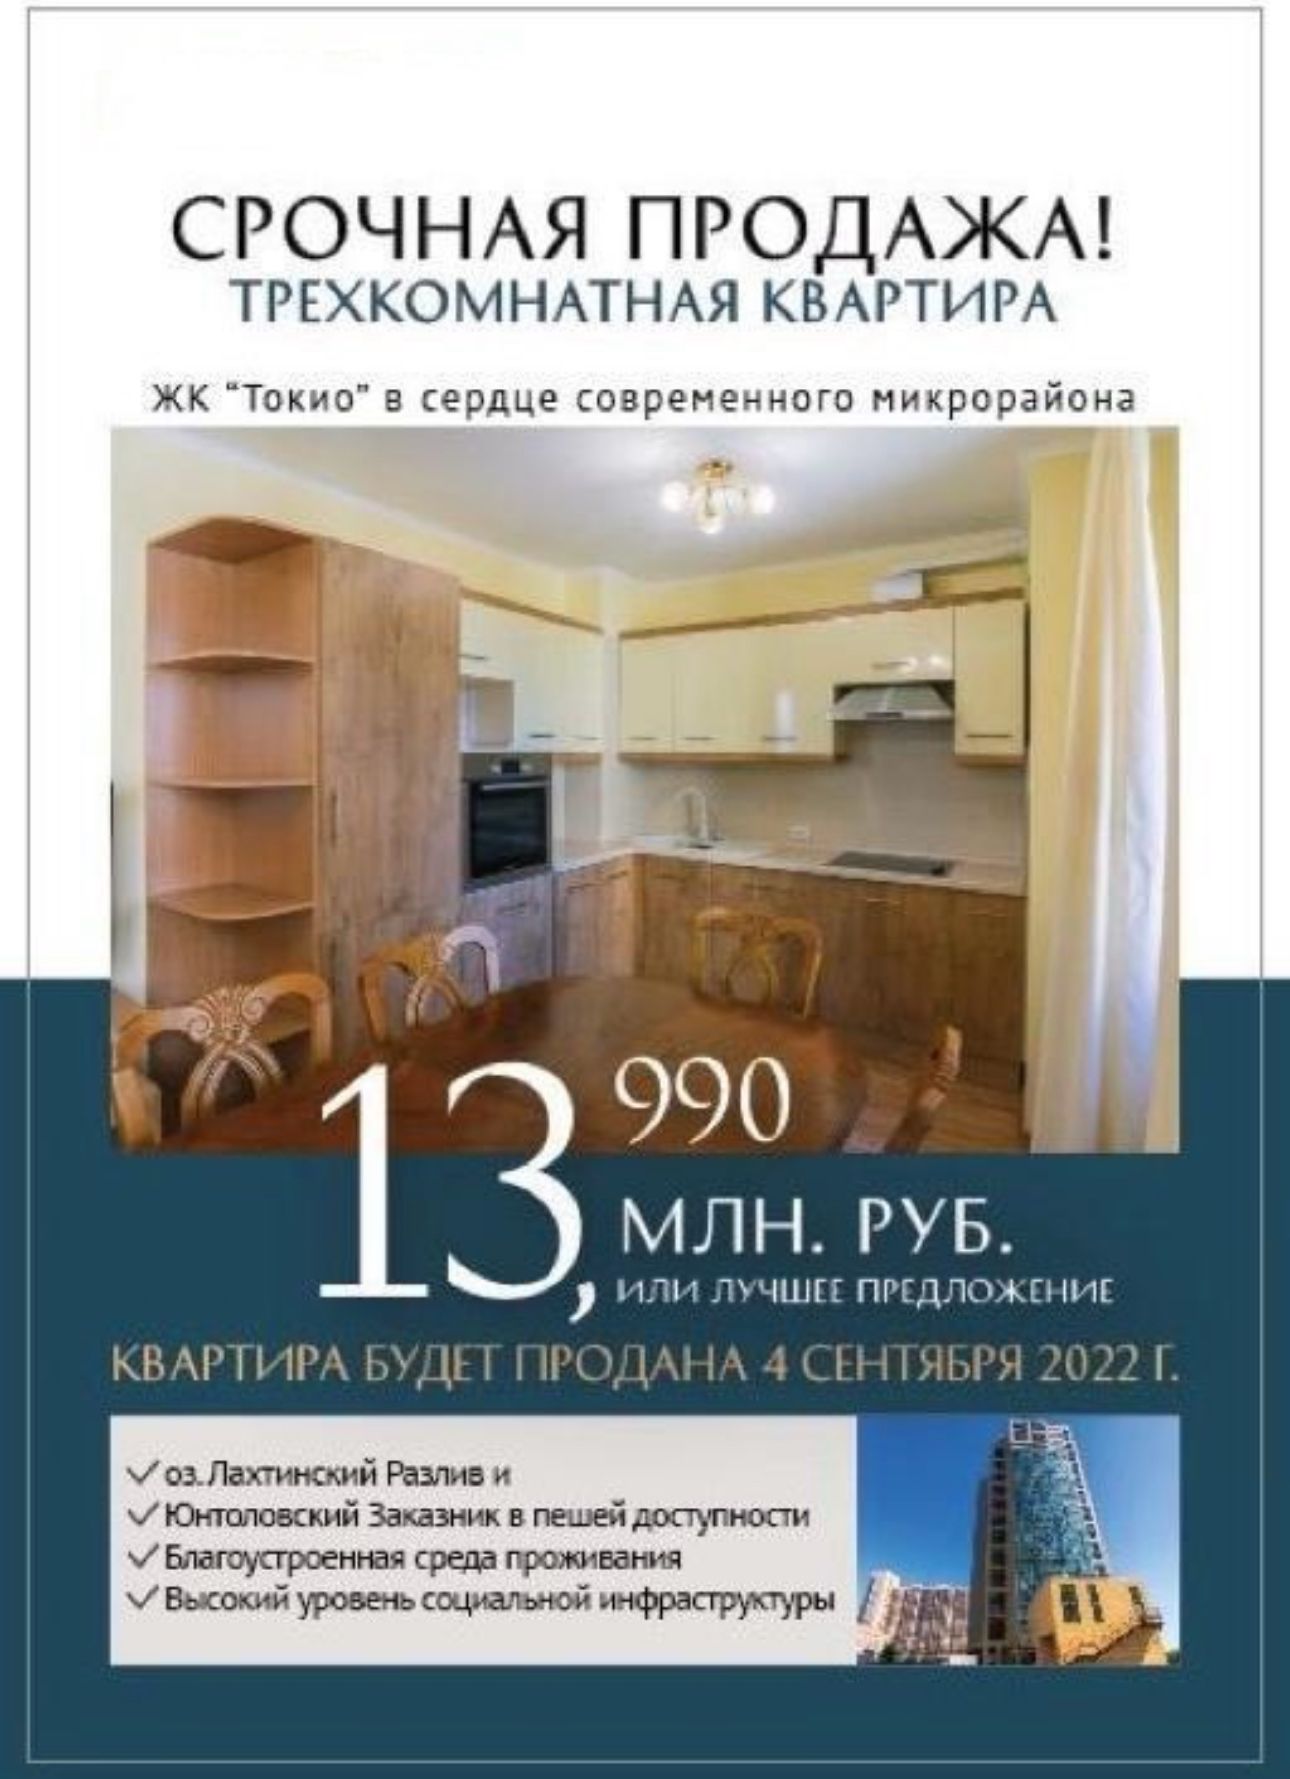 СРОЧНАЯ ПРОДАЖА!
ТРЕХКОМНАТНАЯ КВАРТИРА
ЖК "Токио" в сердце современного микрорайона
13,990
МЛН. РУБ.
ИЛИ ЛУЧШЕЕ ПРЕДЛОЖЕНИЕ
КВАРТИРА БУДЕТ ПРОДАНА 4 СЕНТЯБРЯ 2022 Г.
✓ оз. Лахтинский Разлив и
✓ Юнтоловский Заказник в пешей доступности
✓ Благоустроенная среда проживания
✓ Высокий уровень социальной инфраструктуры